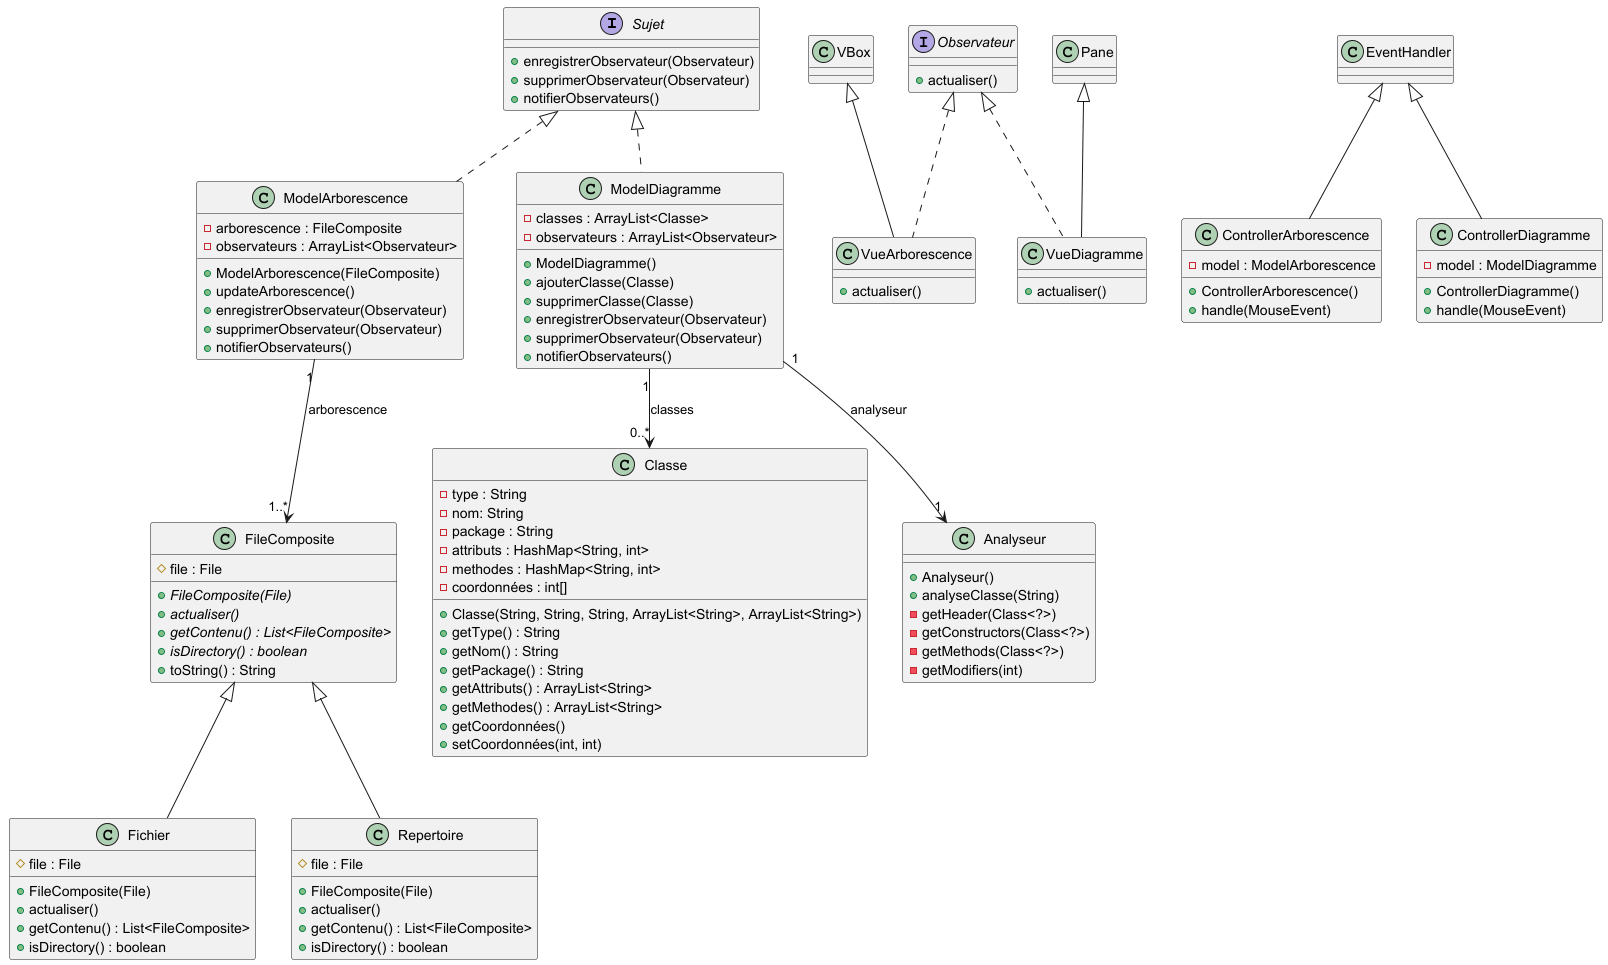 I Sujet
enregistrerObservateur(Observateur)
supprimerObservateur(Observateur)
notifierObservateurs()
C VBox
I Observateur
actualiser()
C Pane
C EventHandler
C ModelArborescence
arborescence : FileComposite
observateurs : ArrayList<Observateur>
ModelArborescence(FileComposite)
updateArborescence()
enregistrerObservateur(Observateur)
supprimerObservateur(Observateur)
notifierObservateurs()
C ModelDiagramme
classes : ArrayList<Classe>
observateurs : ArrayList<Observateur>
ModelDiagramme()
ajouterClasse(Classe)
supprimerClasse(Classe)
enregistrerObservateur(Observateur)
supprimerObservateur(Observateur)
notifierObservateurs()
C VueArborescence
actualiser()
C VueDiagramme
actualiser()
C ControllerArborescence
model : ModelArborescence
ControllerArborescence()
handle(MouseEvent)
C ControllerDiagramme
model : ModelDiagramme
ControllerDiagramme()
handle(MouseEvent)
1
arborescence
1..*
1
classes
0..*
1
analyseur
1
C FileComposite
file : File
FileComposite(File)
actualiser()
getContenu() : List<FileComposite>
isDirectory() : boolean
toString() : String
C Classe
type : String
nom: String
package : String
attributs : HashMap<String, int>
methodes : HashMap<String, int>
coordonnées : int[]
Classe(String, String, String, ArrayList<String>, ArrayList<String>)
getType() : String
getNom() : String
getPackage() : String
getAttributs() : ArrayList<String>
getMethodes() : ArrayList<String>
getCoordonnées()
setCoordonnées(int, int)
C Analyseur
Analyseur()
analyseClasse(String)
getHeader(Class<?>)
getConstructors(Class<?>)
getMethods(Class<?>)
getModifiers(int)
C Fichier
file : File
FileComposite(File)
actualiser()
getContenu() : List<FileComposite>
isDirectory() : boolean
C Repertoire
file : File
FileComposite(File)
actualiser()
getContenu() : List<FileComposite>
isDirectory() : boolean